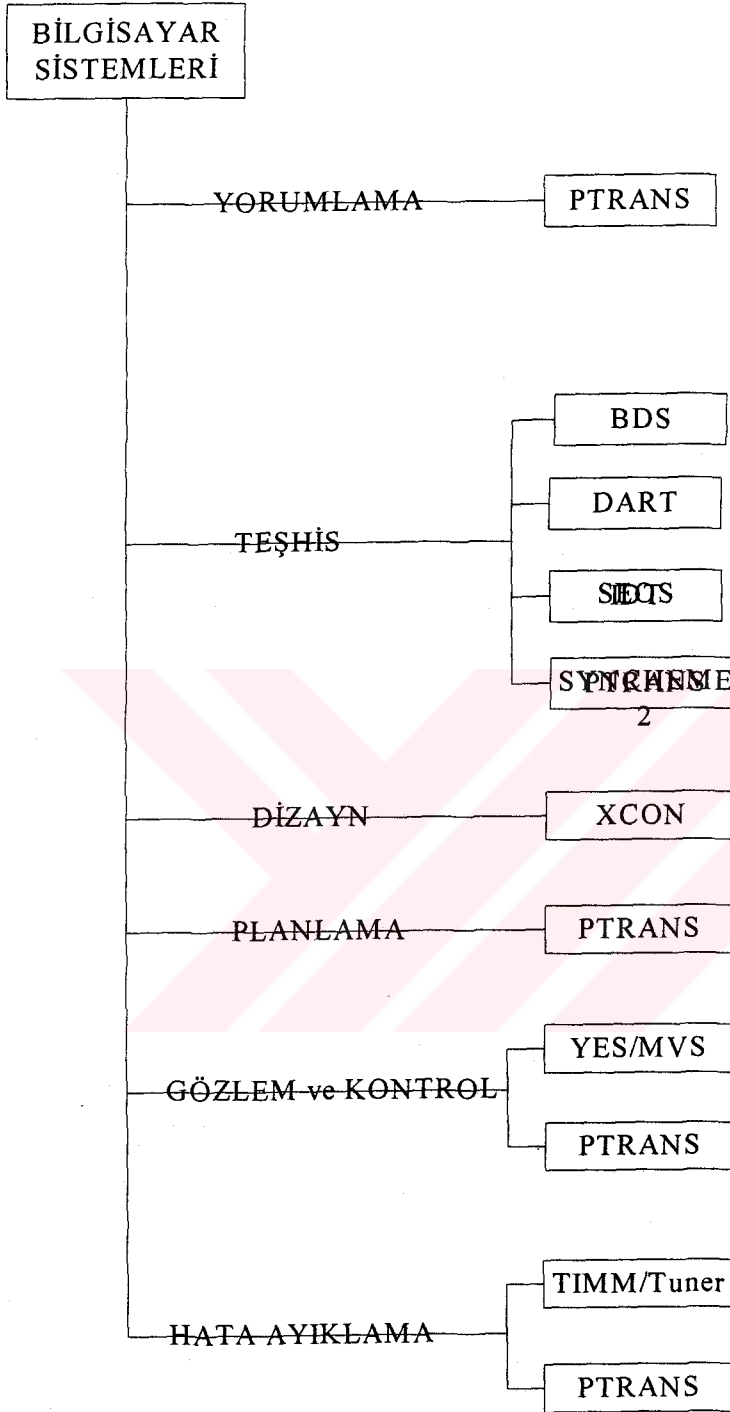 BİLGİSAYAR
SİSTEMLERİ
YORUMLAMA
PTRANS
BDS
DART
TEŞHİS
2
DİZAYN
XCON
PLANLAMA
PTRANS
YES/MVS
GÖZLEM ve KONTROL
PTRANS
TIMM/Tuner
HATA AYIKLAMA
PTRANS